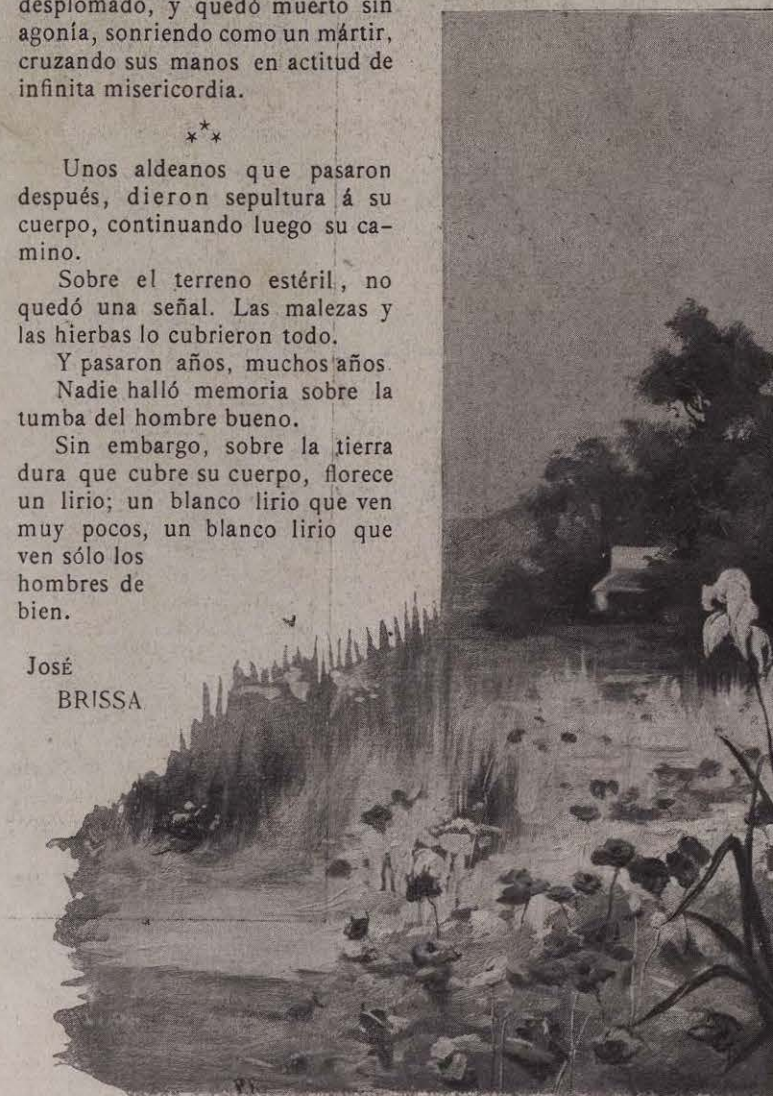 desplomado, y quedó muerto sin
agonía, sonriendo como un mártir,
cruzando sus manos en actitud de
infinita misericordia.
***
Unos aldeanos que pasaron
después, dieron sepultura á su
cuerpo, continuando luego su ca-
mino.
Sobre el terreno estéril, no
quedó una señal. Las malezas y
las hierbas lo cubrieron todo.
Y pasaron años, muchos años.
Nadie halló memoria sobre la
tumba del hombre bueno.
Sin embargo, sobre la tierra
dura que cubre su cuerpo, florece
un lirio; un blanco lirio que ven
muy pocos, un blanco lirio que
ven sólo los
hombres de
bien.
JOSÉ
BRISSA